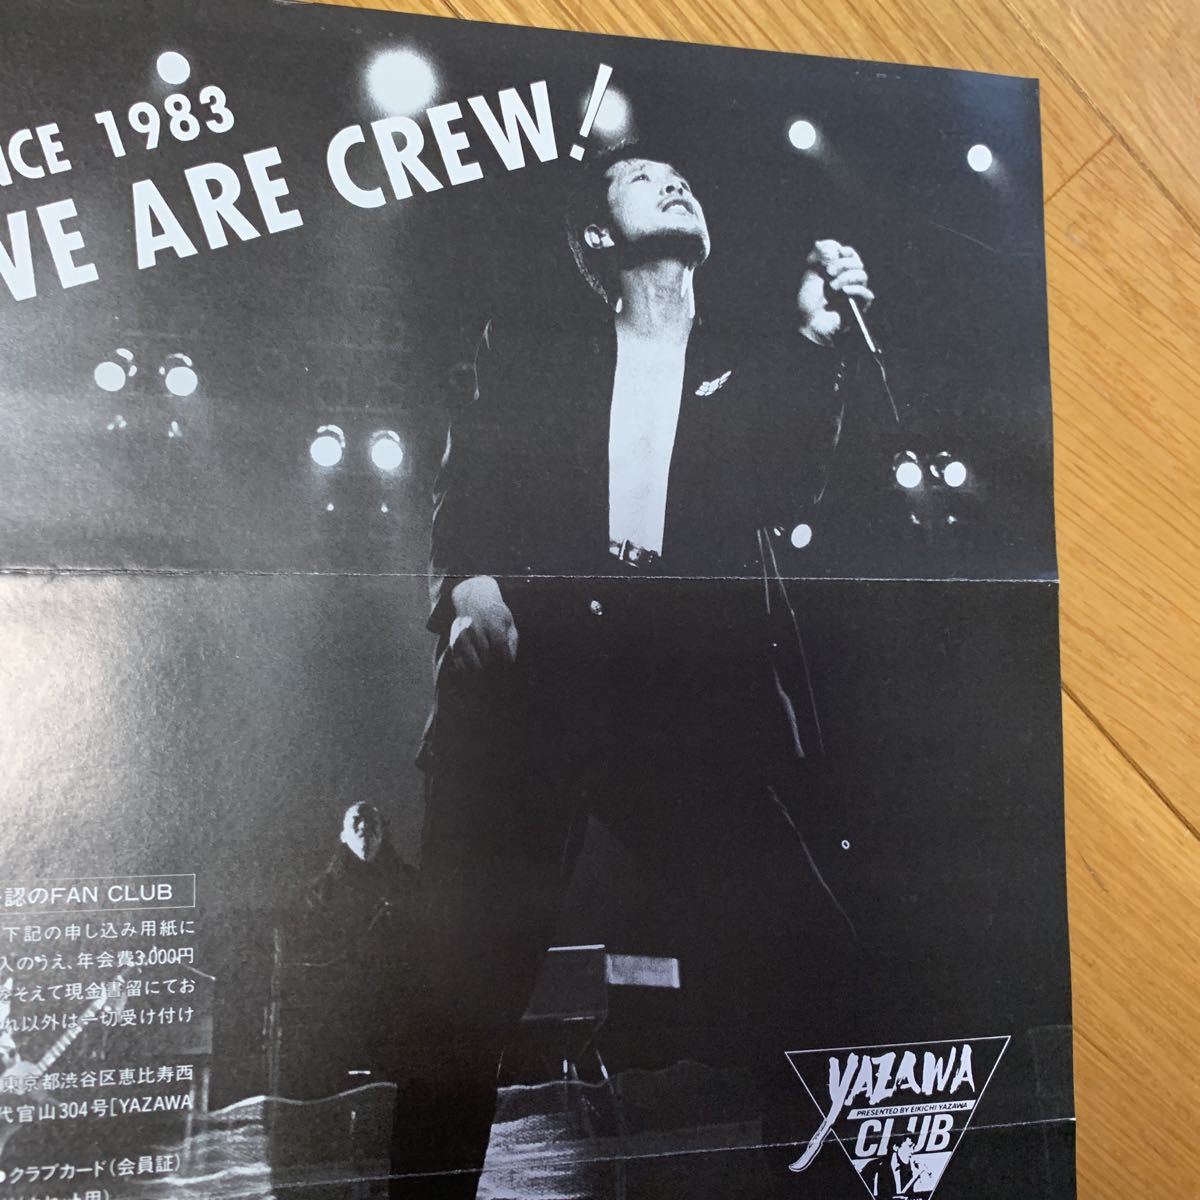 1983
ARE CREW!
認のFAN CLUB
下記の申し込み用紙に
入のうえ、年会費3,000円
をそえて現金書留にてお
れ以外は一切受け付け
東京都渋谷区恵比寿西
代官山304号[YAZAWA
●クラブカード(会員証)
YAZAWA
PRESENTED BY EIKICHI YAZAWA
CLUB